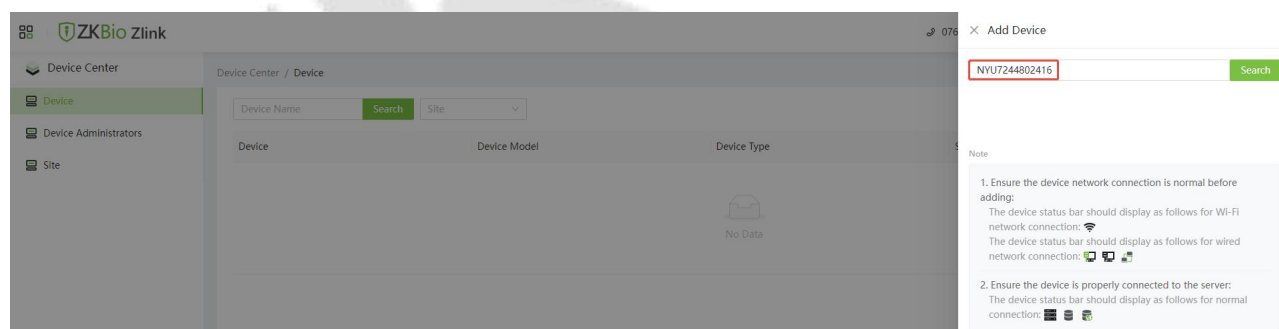 ZKBio Zlink
076
Add Device
Device Center
Device Center / Device
NYU7244802416
Search
Device
Device Name
Search
Site
Device Administrators
Device
Device Model
Device Type
S
Site
No Data
Note
1. Ensure the device network connection is normal before
adding:
The device status bar should display as follows for Wi-Fi
network connection:
The device status bar should display as follows for wired
network connection:
2. Ensure the device is properly connected to the server:
The device status bar should display as follows for normal
connection: